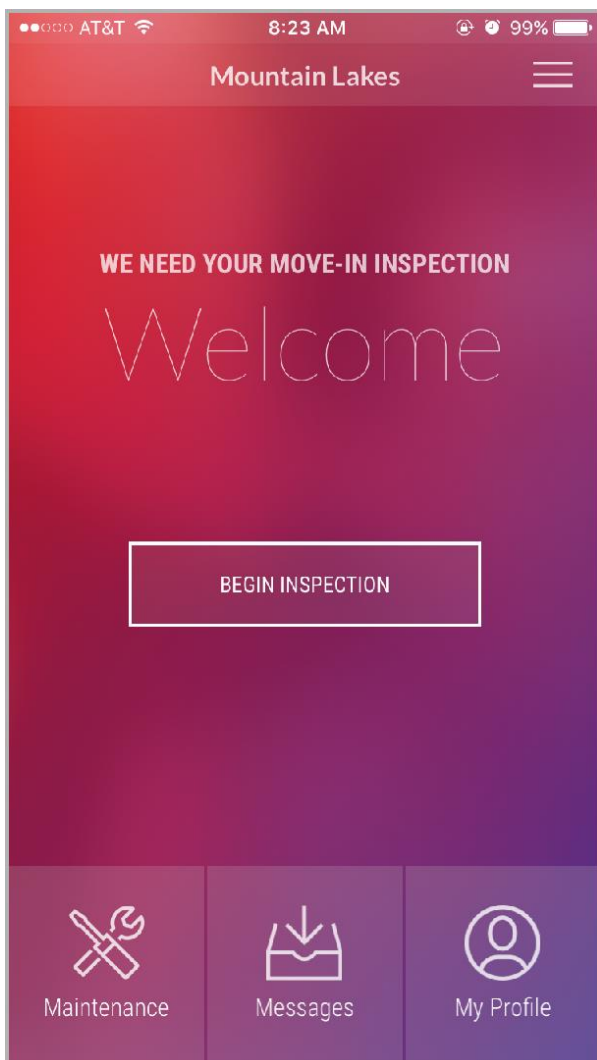 AT&T 8:23 AM 99%
Mountain Lakes
WE NEED YOUR MOVE-IN INSPECTION
Welcome
BEGIN INSPECTION
Maintenance Messages My Profile